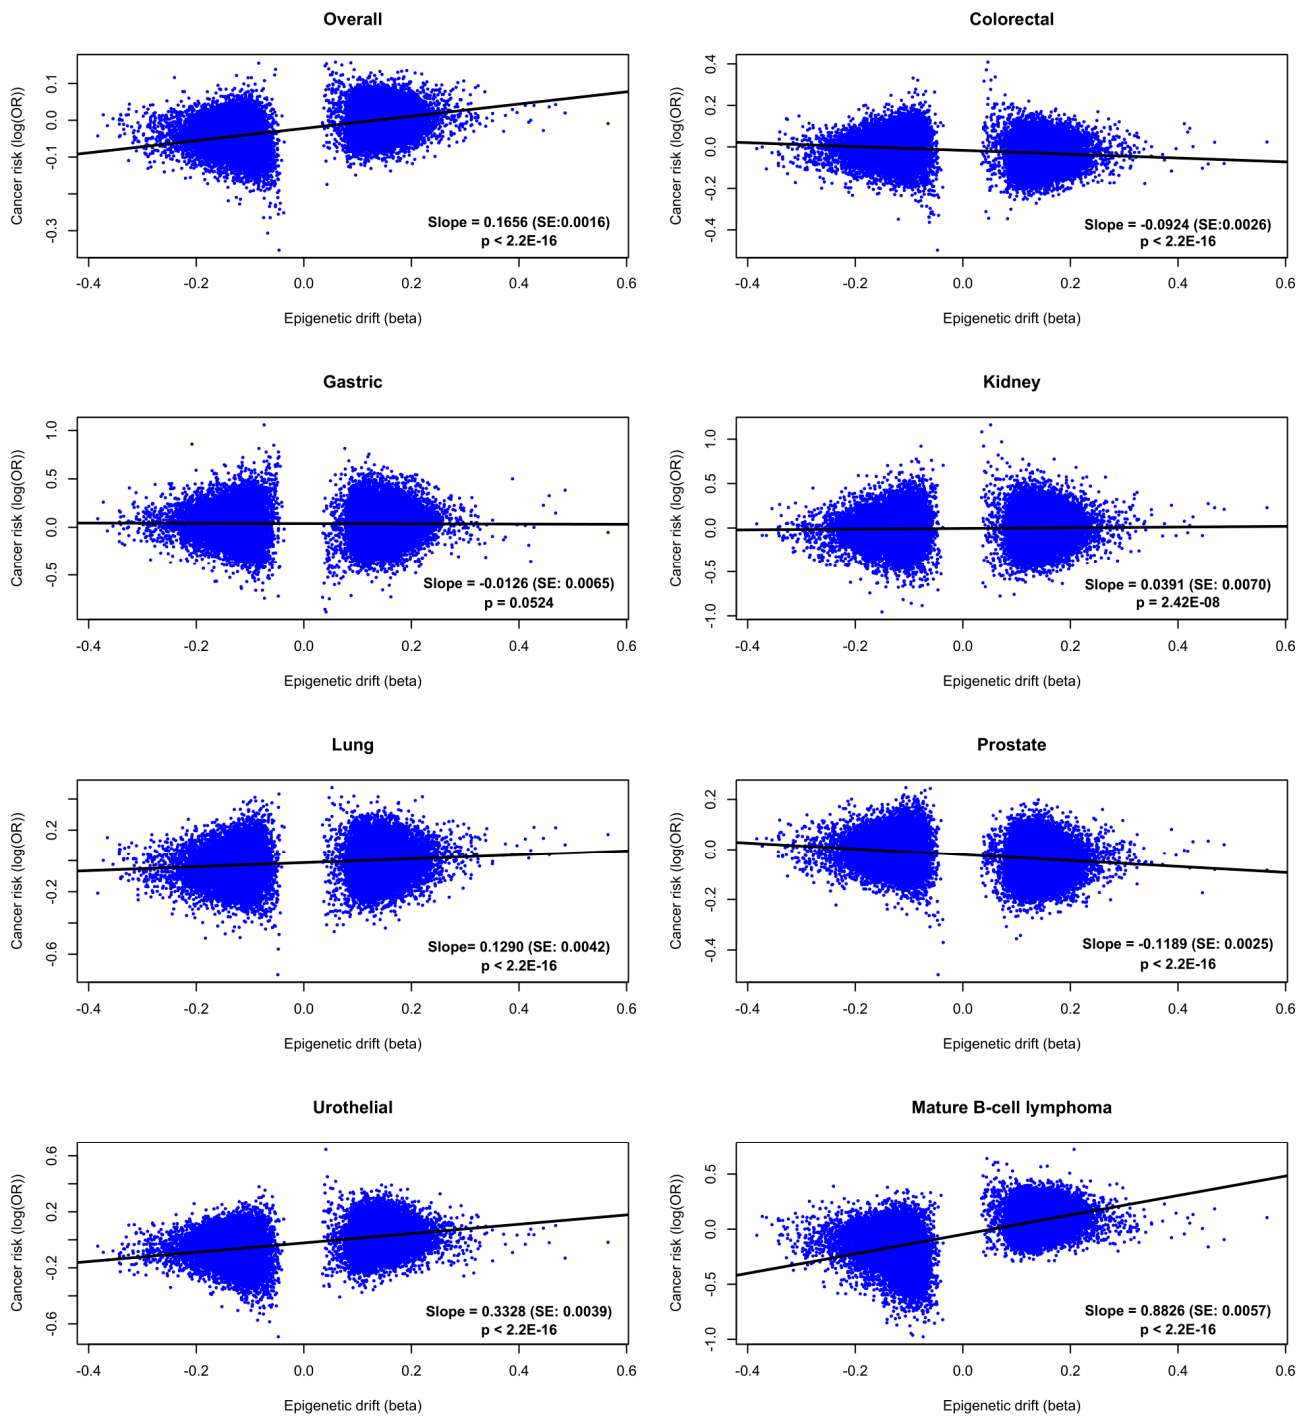 Overall
Cancer risk (log(OR))
0.1
0.0
-0.1
-0.3
Slope = 0.1656 (SE:0.0016)
p < 2.2E-16
-0.4 -0.2 0.0 0.2 0.4 0.6
Epigenetic drift (beta)
Colorectal
Cancer risk (log(OR))
0.4
0.2
0.0
-0.2
-0.4
Slope = -0.0924 (SE:0.0026)
p < 2.2E-16
-0.4 -0.2 0.0 0.2 0.4 0.6
Epigenetic drift (beta)
Gastric
Cancer risk (log(OR))
1.0
0.5
0.0
-0.5
Slope = -0.0126 (SE: 0.0065)
p = 0.0524
-0.4 -0.2 0.0 0.2 0.4 0.6
Epigenetic drift (beta)
Kidney
Cancer risk (log(OR))
1.0
0.5
0.0
-0.5
-1.0
Slope = 0.0391 (SE: 0.0070)
p = 2.42E-08
-0.4 -0.2 0.0 0.2 0.4 0.6
Epigenetic drift (beta)
Lung
Cancer risk (log(OR))
0.2
-0.2
-0.6
Slope= 0.1290 (SE: 0.0042)
p < 2.2E-16
-0.4 -0.2 0.0 0.2 0.4 0.6
Epigenetic drift (beta)
Prostate
Cancer risk (log(OR))
0.2
0.0
-0.2
-0.4
Slope = -0.1189 (SE: 0.0025)
p < 2.2E-16
-0.4 -0.2 0.0 0.2 0.4 0.6
Epigenetic drift (beta)
Urothelial
Cancer risk (log(OR))
0.6
0.2
-0.2
-0.6
Slope = 0.3328 (SE: 0.0039)
p < 2.2E-16
-0.4 -0.2 0.0 0.2 0.4 0.6
Epigenetic drift (beta)
Mature B-cell lymphoma
Cancer risk (log(OR))
0.5
0.0
-0.5
-1.0
Slope = 0.8826 (SE: 0.0057)
p < 2.2E-16
-0.4 -0.2 0.0 0.2 0.4 0.6
Epigenetic drift (beta)